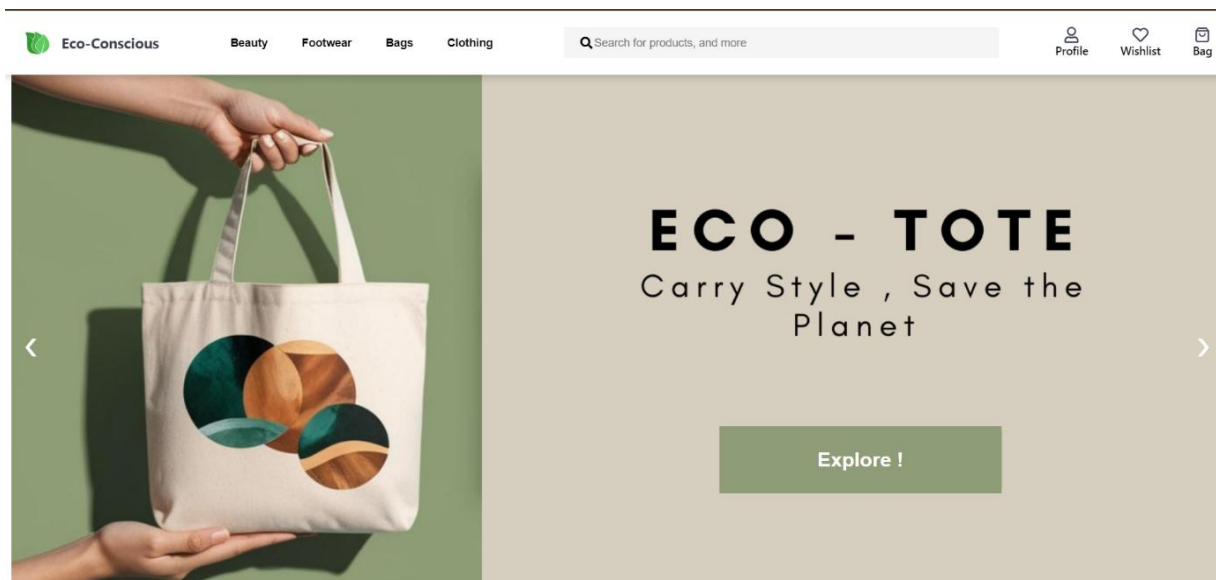 Eco-Conscious
Beauty Footwear Bags Clothing
Search for products, and more
Profile Wishlist Bag
ECO - TOTE
Carry Style , Save the
Planet
Explore !